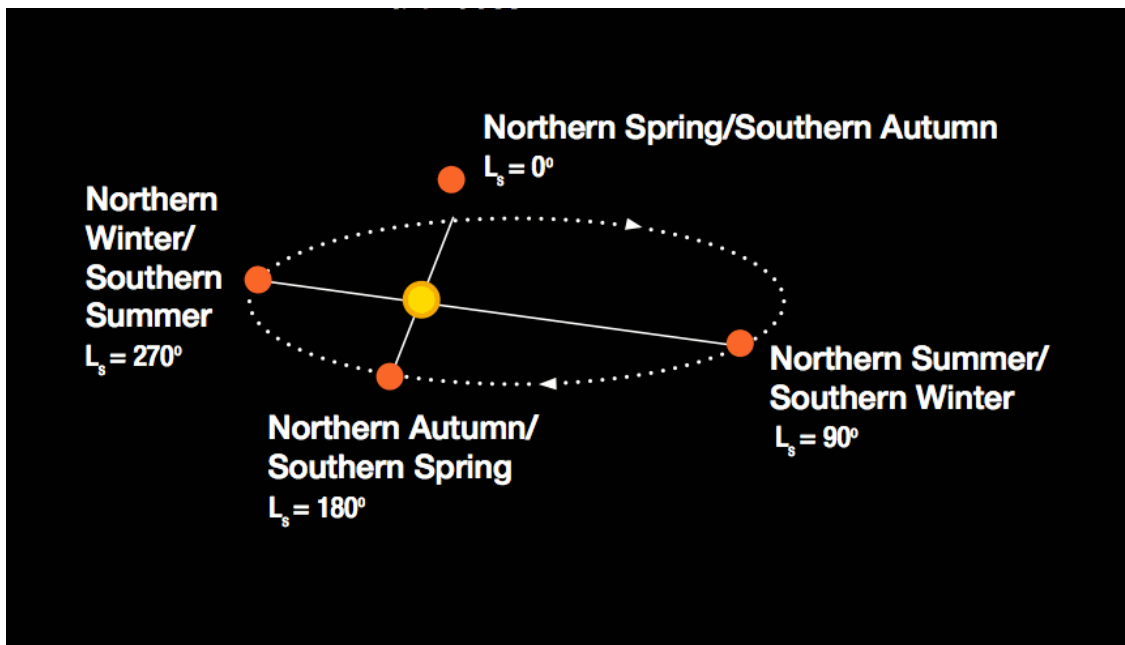 Northern Spring/Southern Autumn
Ls = 0º
Northern
Winter/
Southern
Summer
Ls = 270º
Northern Summer/
Southern Winter
Ls = 90º
Northern Autumn/
Southern Spring
Ls = 180º